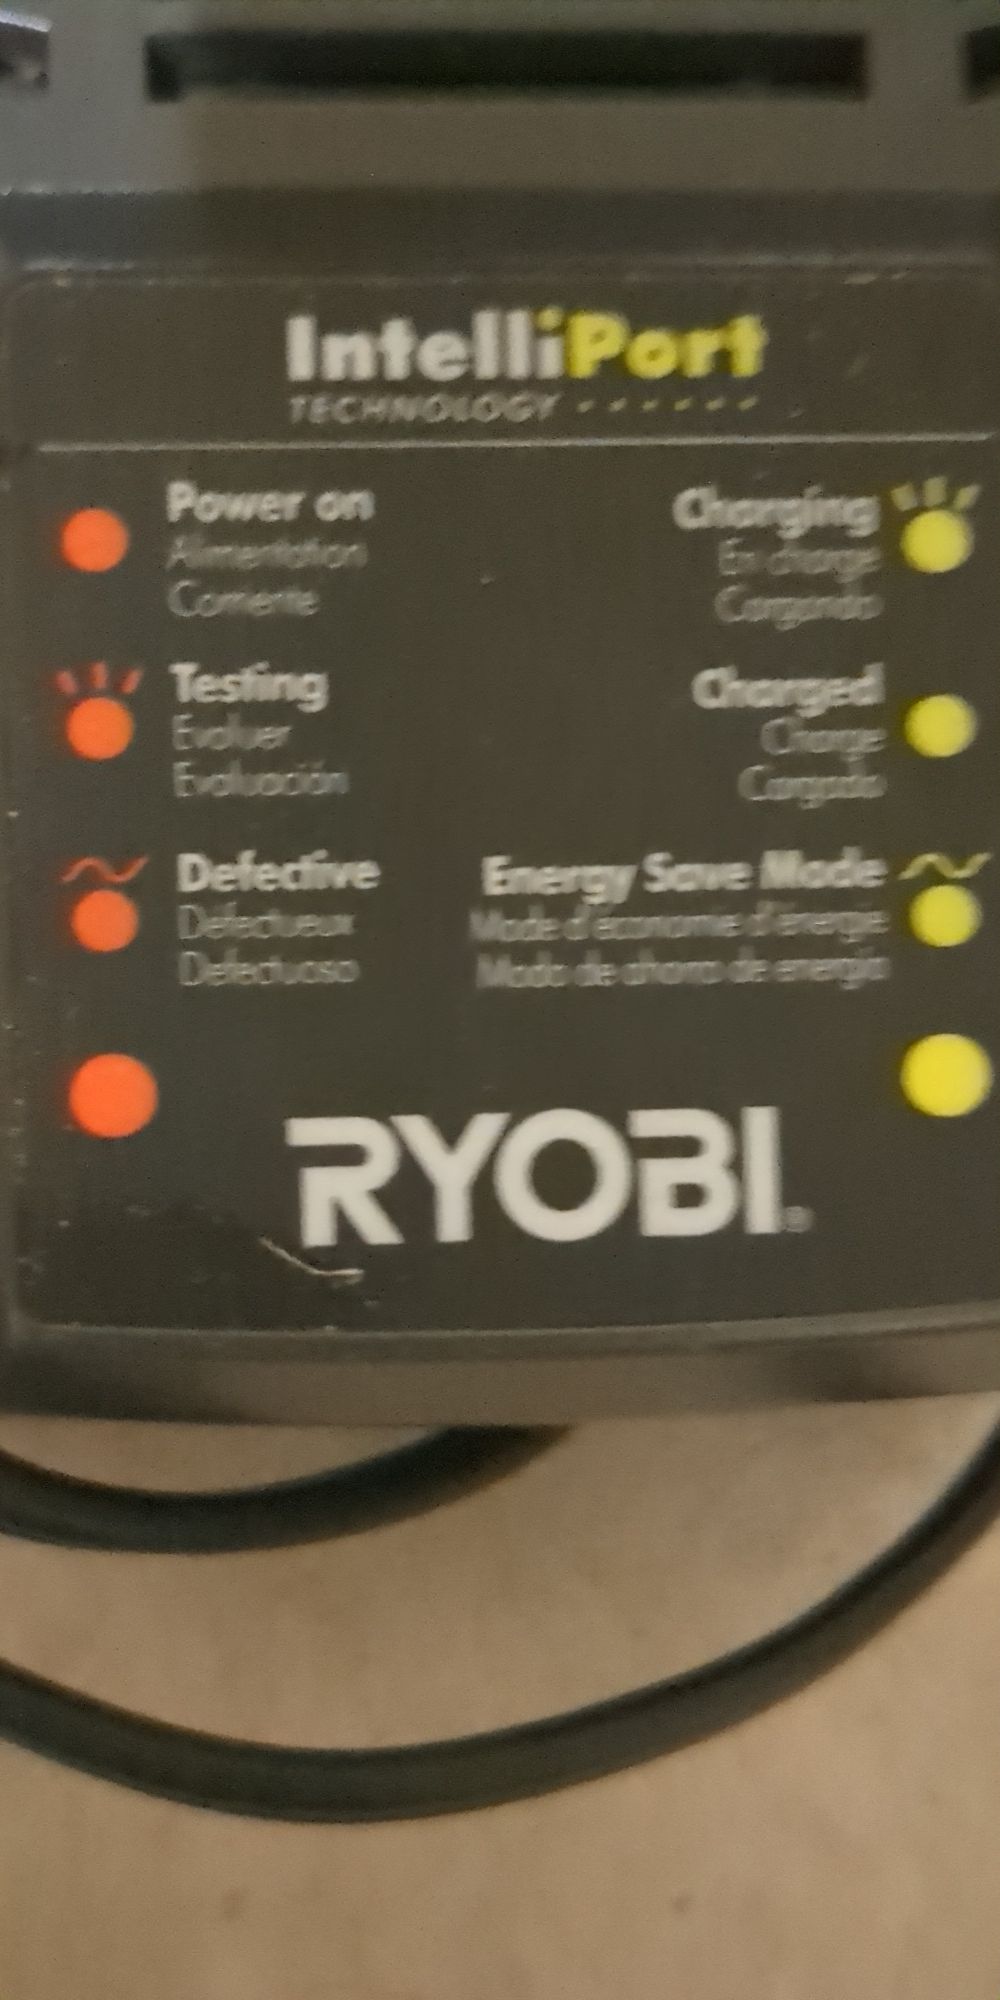 IntelliPort
TECHNOLOGY
Power on
Alimentation
Corriente
Testing
Évaluer
Evaluación
Defective
Défectueux
Defectuoso
Charging
En charge
Cargando
Charged
Chargé
Cargado
Energy Save Mode
Mode d'économie d'énergie
Modo de ahorro de energía
RYOBI